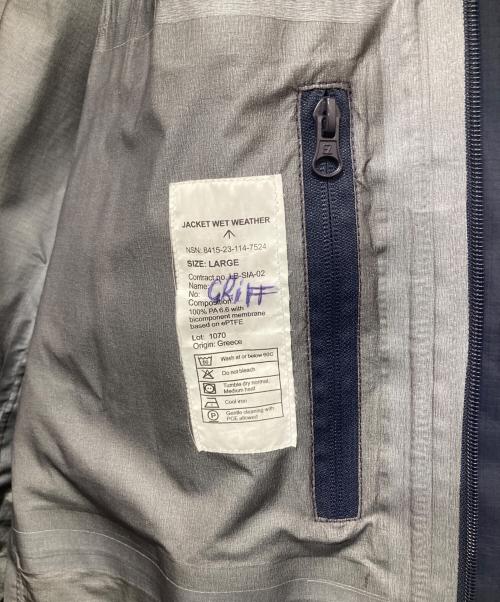 JACKET WET WEATHER
NSN: 8415-23-114-7524
SIZE: LARGE
Contract no. LB-SIA-02
Name: GRIFF
No:
Composition:
100% PA 6.6 with
bicomponent membrane
based on ePTFE
Lot: 1070
Origin: Greece
Wash at or below 60C
Do not bleach
Tumble dry normal,
Medium heat
Cool iron
P
Gentle cleaning with
PCE allowed